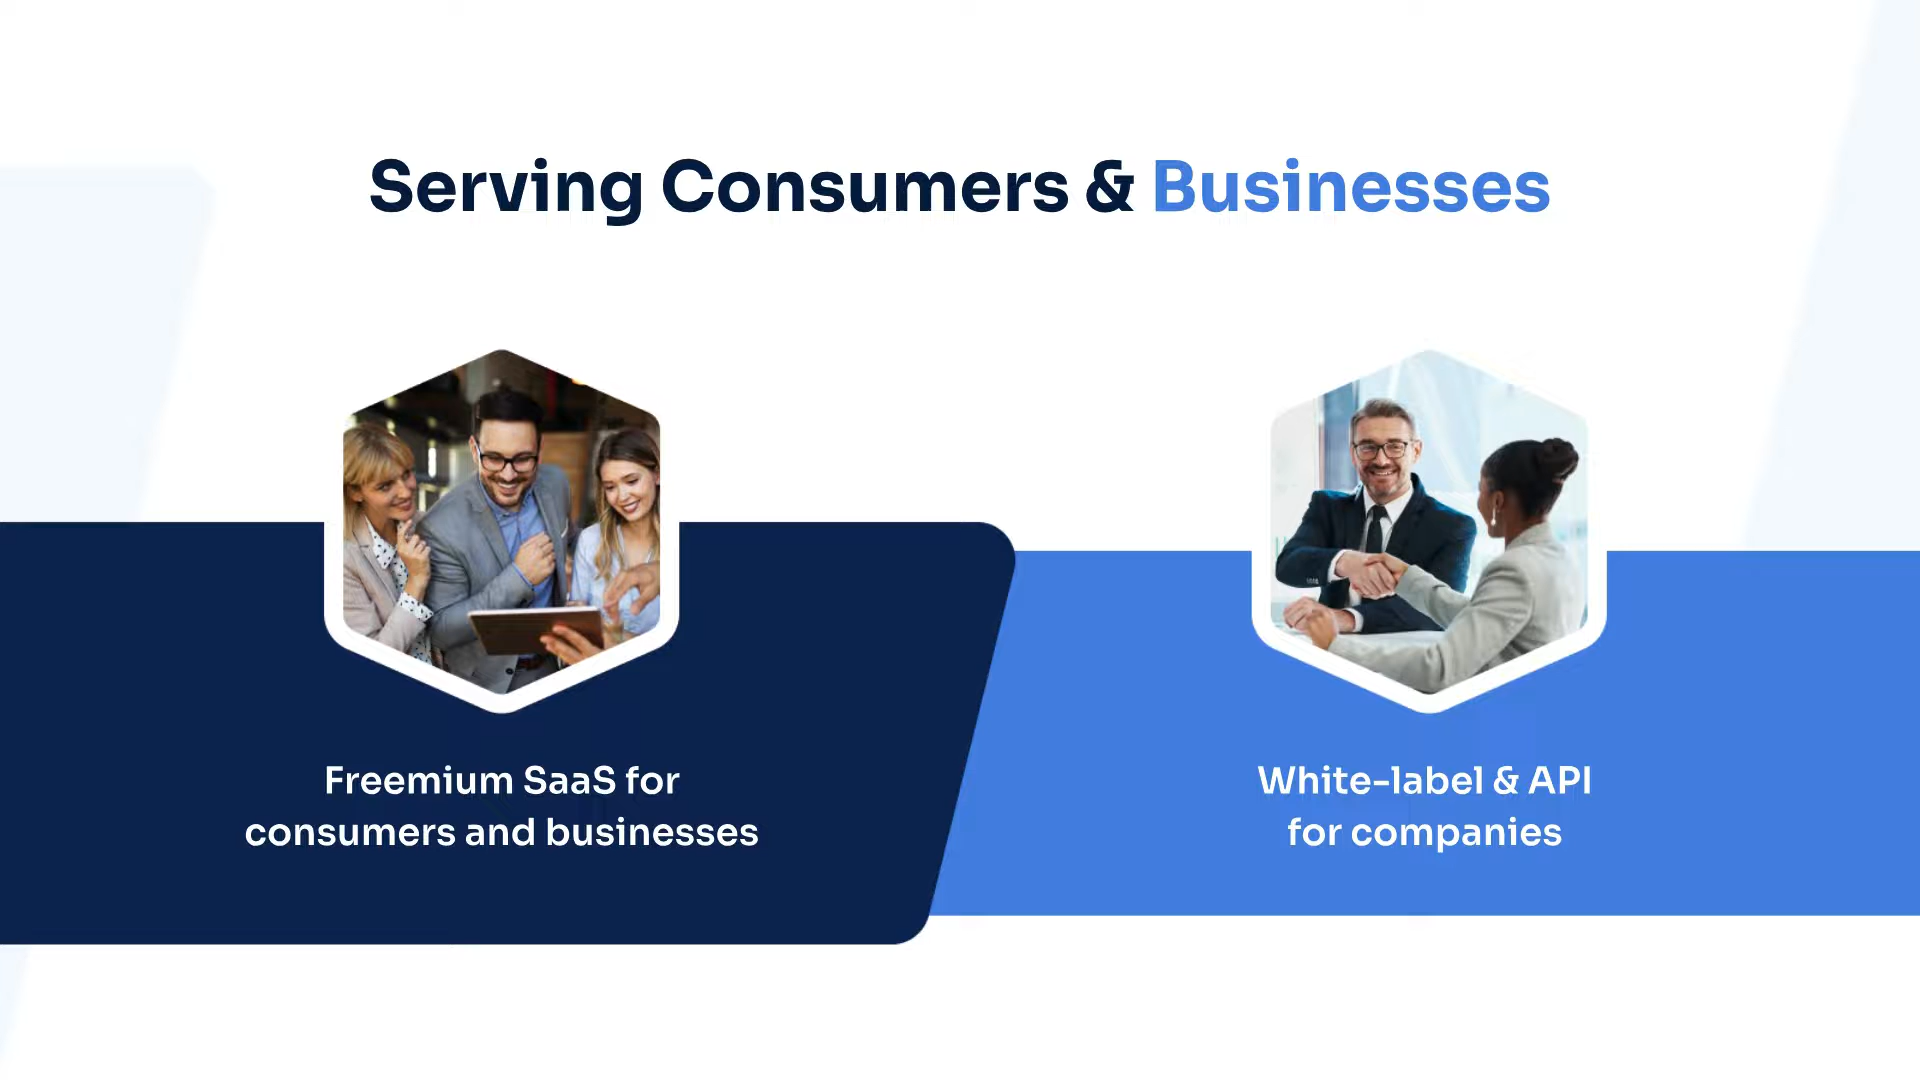 Serving Consumers & Businesses
Freemium SaaS for
consumers and businesses
White-label & API
for companies